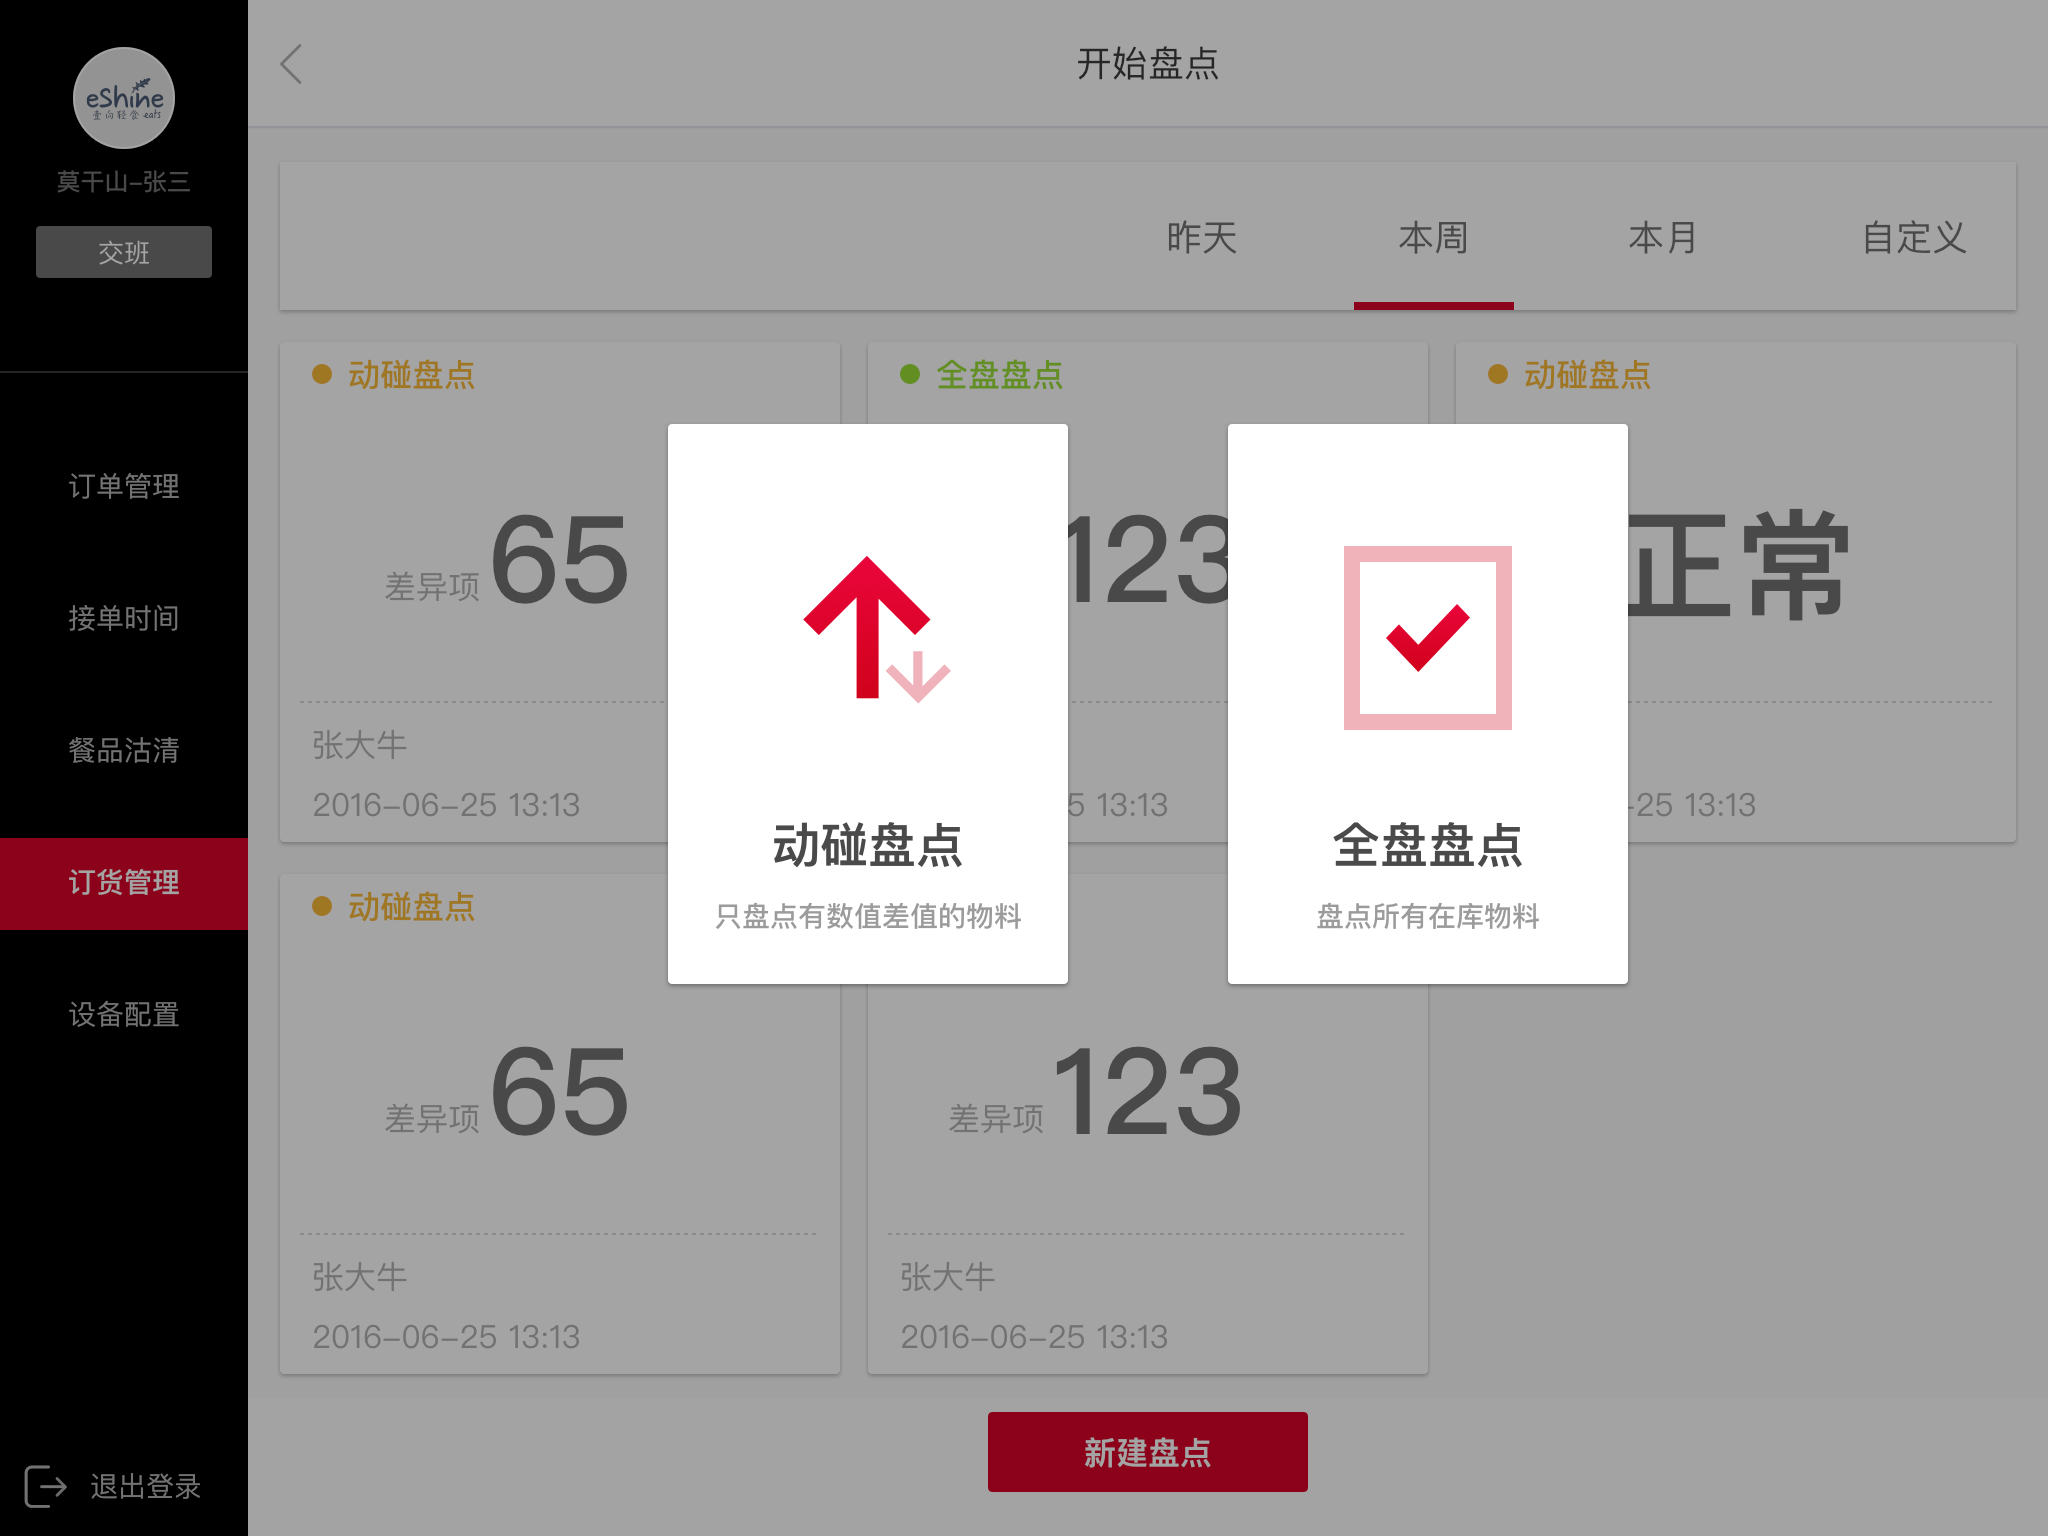 eShine
壹向轻食 eats
莫干山-张三
交班
订单管理
接单时间
餐品沽清
订货管理
设备配置
退出登录
开始盘点
昨天
本周
本月
自定义
动碰盘点
差异项 65
张大牛
2016-06-25 13:13
全盘盘点
123
5 13:13
动碰盘点
正常
-25 13:13
动碰盘点
只盘点有数值差值的物料
全盘盘点
盘点所有在库物料
动碰盘点
差异项 65
张大牛
2016-06-25 13:13
差异项 123
张大牛
2016-06-25 13:13
新建盘点